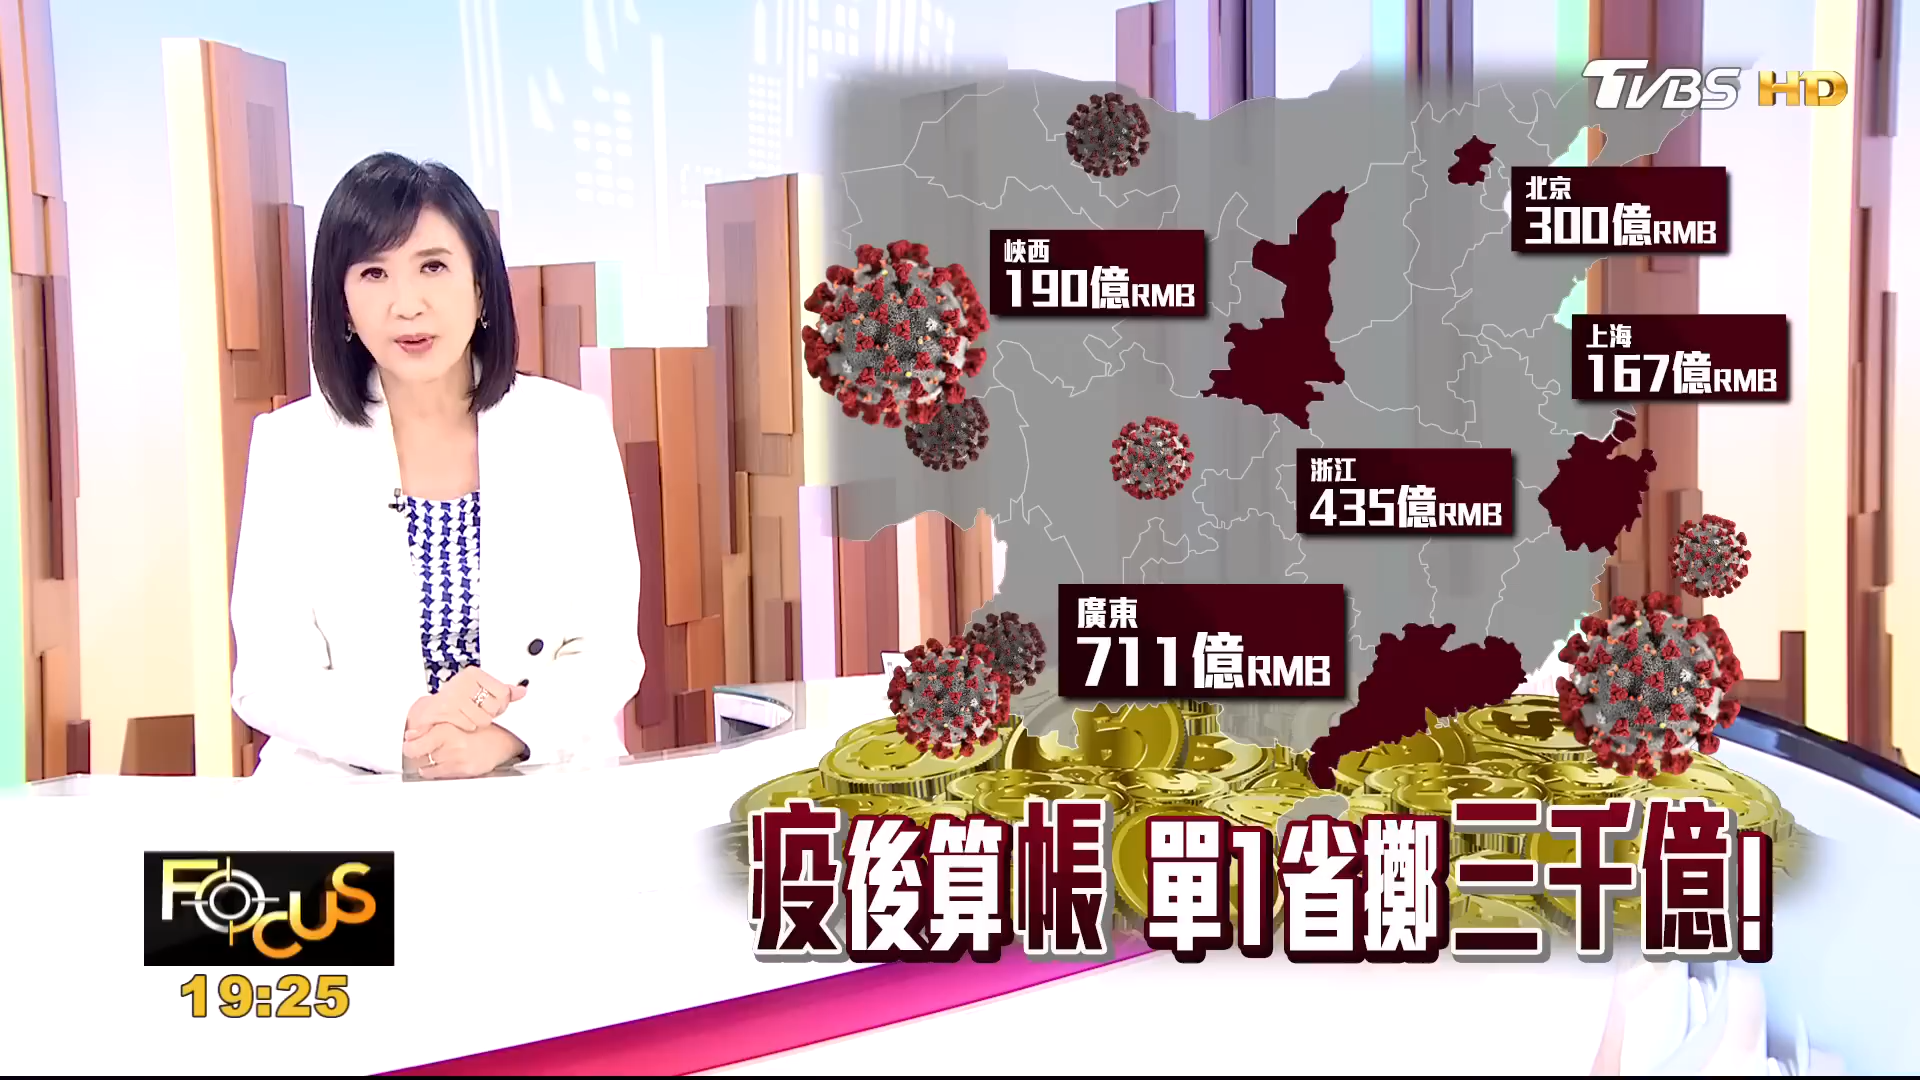 TVBS HD
北京
300億RMB
陝西
190億RMB
上海
167億RMB
浙江
435億RMB
廣東
711億RMB
疫後算帳 單1省擲三千億!
FOCUS
19:25